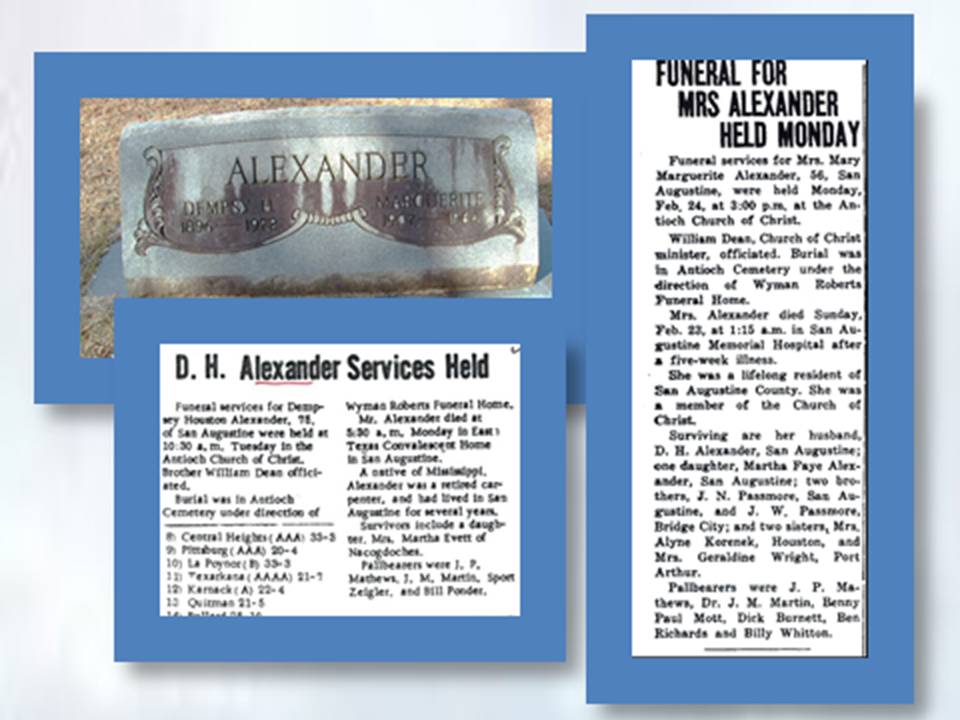 ALEXANDER
DEMPSY H.
MARGUERITE
1896 1972
D. H. Alexander Services Held
Funeral services for Demp-
sey Houston Alexander, 75,
of San Augustine were held at
10:30 a.m. Tuesday in the
Antioch Church of Christ.
Brother William Dean offici-
ated.
Burial was in Antioch
Cemetery under direction of
8) Central Heights (AAA) 33-3
9) Pittsburg (AAA) 20-4
10) La Poynor (B) 39-3
11) Texarkana (AAAA) 21-7
12) Karnack (A) 22-4
13 Quitman 21-5
Wyman Roberts Funeral Home.
Mr. Alexander died at
5:30 a.m. Monday in East
Texas Convalescent Home
in San Augustine.
A native of Mississippi,
Alexander was a retired car-
penter, and had lived in San
Augustine for several years.
Survivors include a daugh-
ter, Mrs. Martha Evett of
Nacogdoches.
Pallbearers were J. P.
Mathews, J. M. Martin, Sport
Zeigler, and Bill Ponder.
FUNERAL FOR
MRS ALEXANDER
HELD MONDAY
Funeral services for Mrs. Mary
Marguerite Alexander, 56, San
Augustine, were held Monday,
Feb. 24, at 3:00 p.m. at the An-
tioch Church of Christ.
William Dean, Church of Christ
minister, officiated. Burial was
in Antioch Cemetery under the
direction of Wyman Roberts
Funeral Home.
Mrs. Alexander died Sunday,
Feb. 23, at 1:15 a.m. in San Au-
gustine Memorial Hospital after
a five-week illness.
She was a lifelong resident of
San Augustine County. She was
a member of the Church of
Christ.
Surviving are her husband,
D. H. Alexander, San Augustine;
one daughter, Martha Faye Alex-
ander, San Augustine; two bro-
thers, J. N. Passmore, San Au-
gustine, and J. W. Passmore,
Bridge City; and two sisters, Mrs.
Alyne Korenek, Houston, and
Mrs. Geraldine Wright, Port
Arthur.
Pallbearers were J. P. Ma-
thews, Dr. J. M. Martin, Benny
Paul Mott, Dick Burnett, Ben
Richards and Billy Whitton.